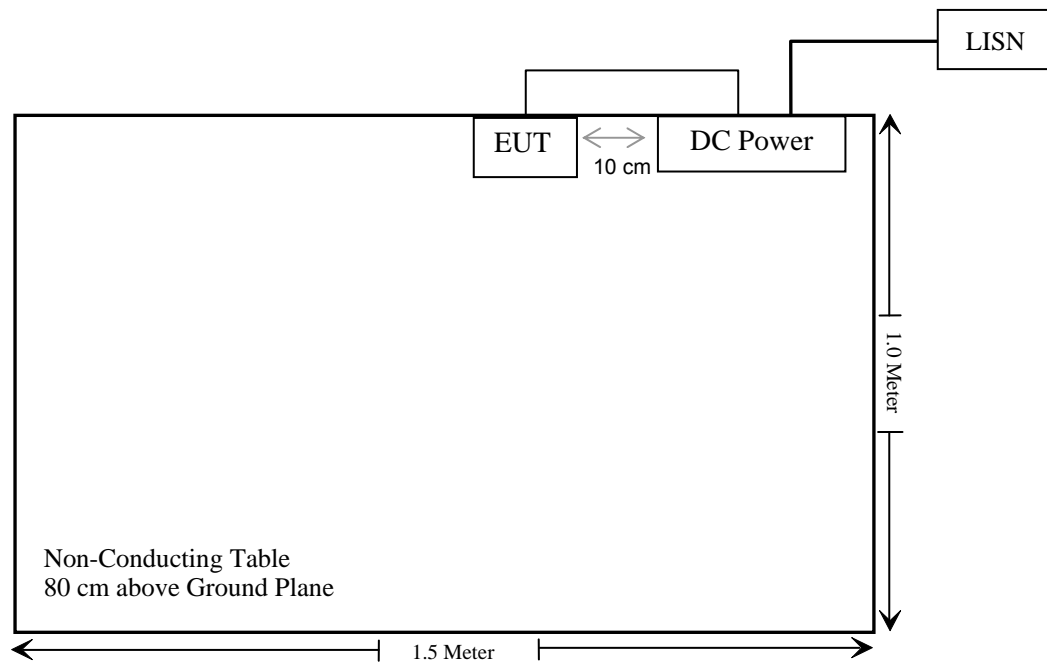 LISN
EUT
DC Power
10 cm
1.0 Meter
Non-Conducting Table
80 cm above Ground Plane
1.5 Meter